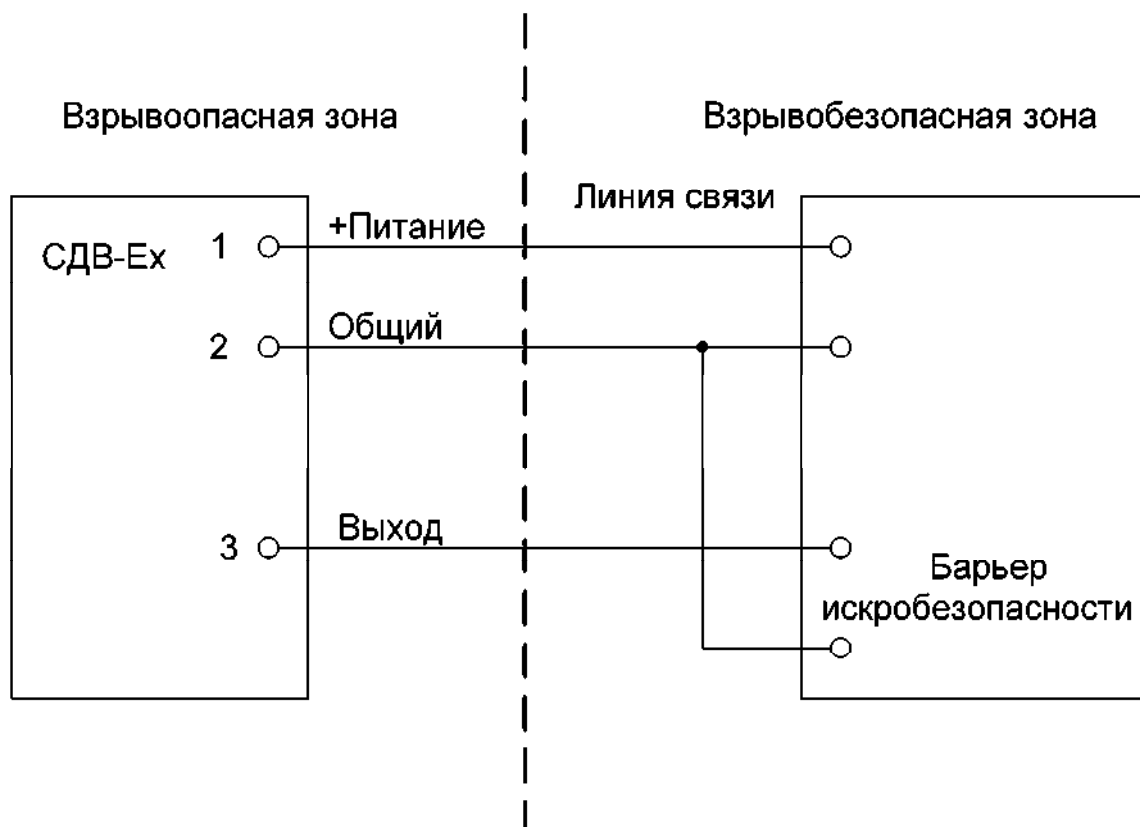 Взрывоопасная зона
Взрывобезопасная зона
Линия связи
СДВ-Ex
1
+Питание
2
Общий
3
Выход
Барьер
искробезопасности